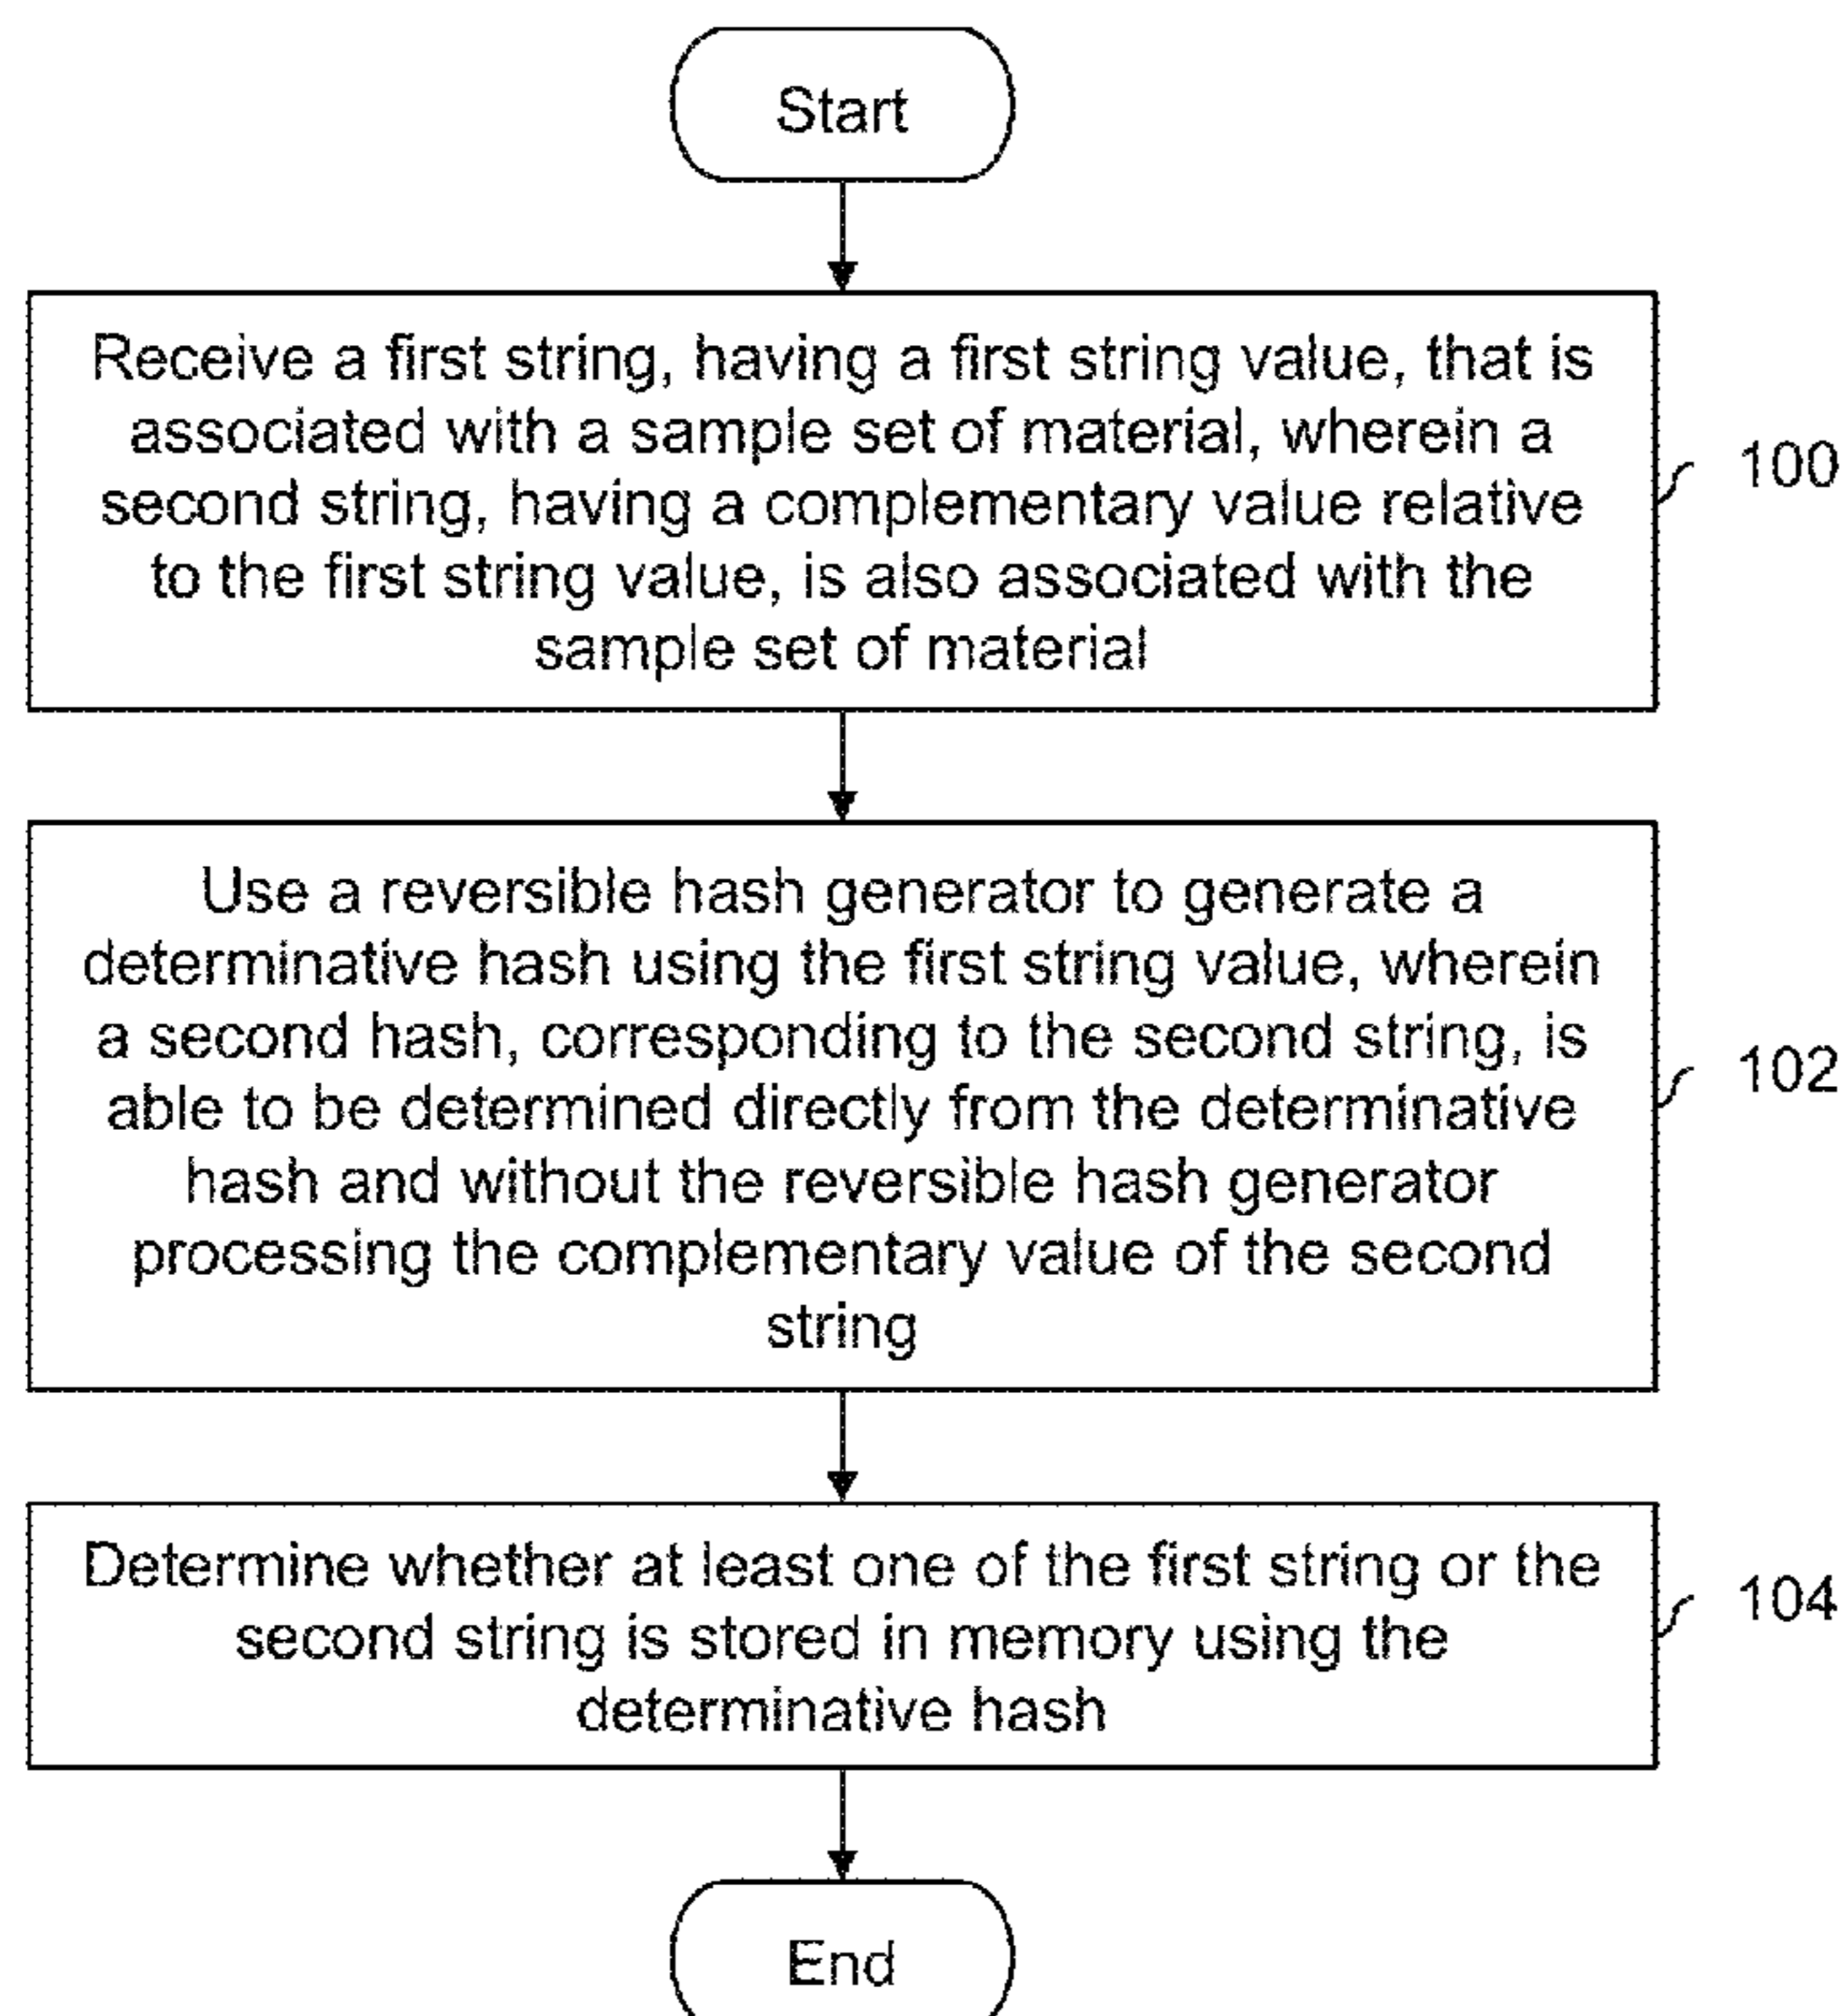 Start
Receive a first string, having a first string value, that is
associated with a sample set of material, wherein a
second string, having a complementary value relative
to the first string value, is also associated with the
sample set of material
100
Use a reversible hash generator to generate a
determinative hash using the first string value, wherein
a second hash, corresponding to the second string, is
able to be determined directly from the determinative
hash and without the reversible hash generator
processing the complementary value of the second
string
102
Determine whether at least one of the first string or the
second string is stored in memory using the
determinative hash
104
End